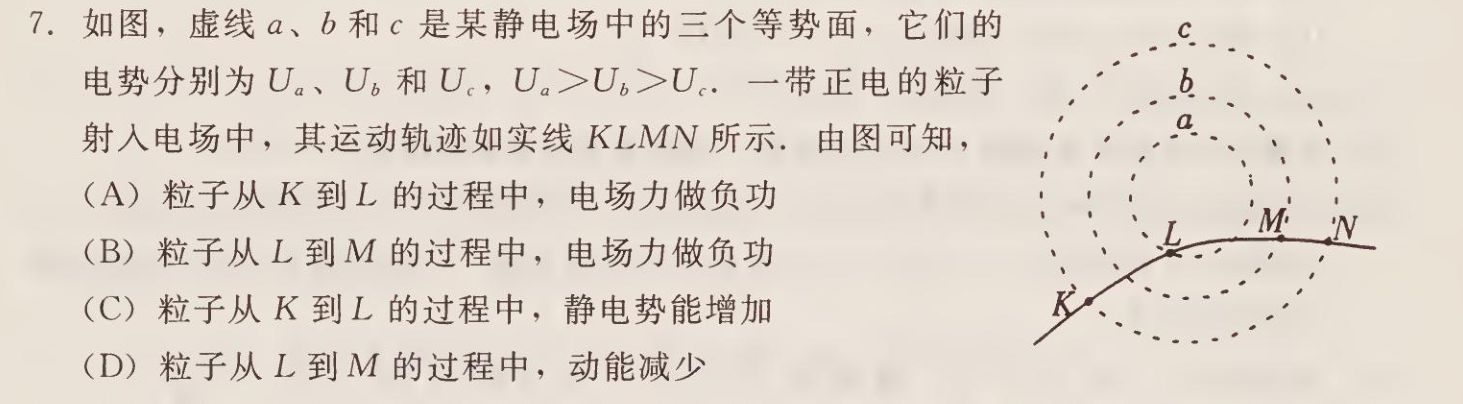 7. 如图，虚线 a、b 和 c 是某静电场中的三个等势面，它们的
电势分别为 Uₐ、U_b 和 U_c，Uₐ>U_b>U_c．一带正电的粒子
射入电场中，其运动轨迹如实线 KLMN 所示．由图可知，
(A) 粒子从 K 到 L 的过程中，电场力做负功
(B) 粒子从 L 到 M 的过程中，电场力做负功
(C) 粒子从 K 到 L 的过程中，静电势能增加
(D) 粒子从 L 到 M 的过程中，动能减少
c
b
a
L
M
N
K